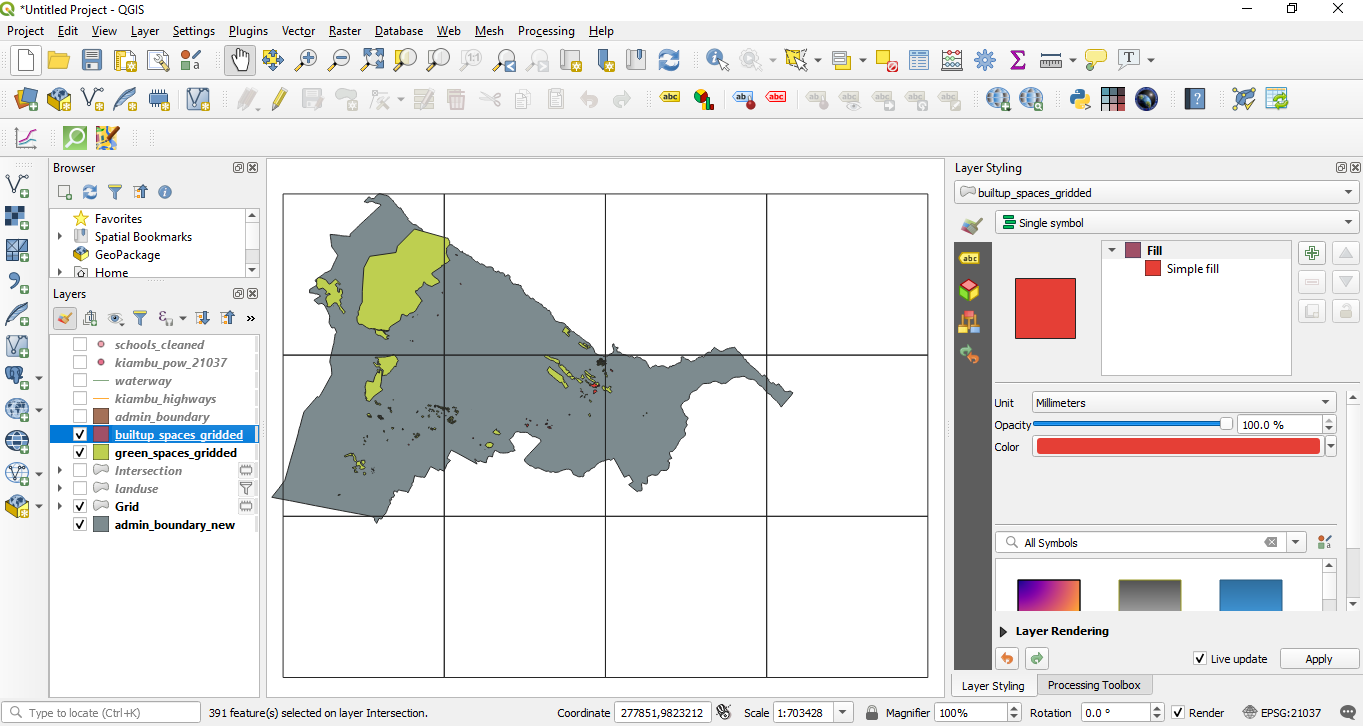 *Untitled Project - QGIS
Project Edit View Layer Settings Plugins Vector Raster Database Web Mesh Processing Help
Browser
Favorites
Spatial Bookmarks
GeoPackage
Home
Layers
schools_cleaned
kiambu_pow_21037
waterway
kiambu_highways
admin_boundary
builtup_spaces_gridded
green_spaces_gridded
Intersection
landuse
Grid
admin_boundary_new
Layer Styling
builtup_spaces_gridded
Single symbol
Fill
Simple fill
Unit Millimeters
Opacity 100.0 %
Color
All Symbols
Layer Rendering
Live update Apply
Layer Styling Processing Toolbox
Type to locate (Ctrl+K) 391 feature(s) selected on layer Intersection. Coordinate 277851,9823212 Scale 1:703428 Magnifier 100% Rotation 0.0 ° Render EPSG:21037